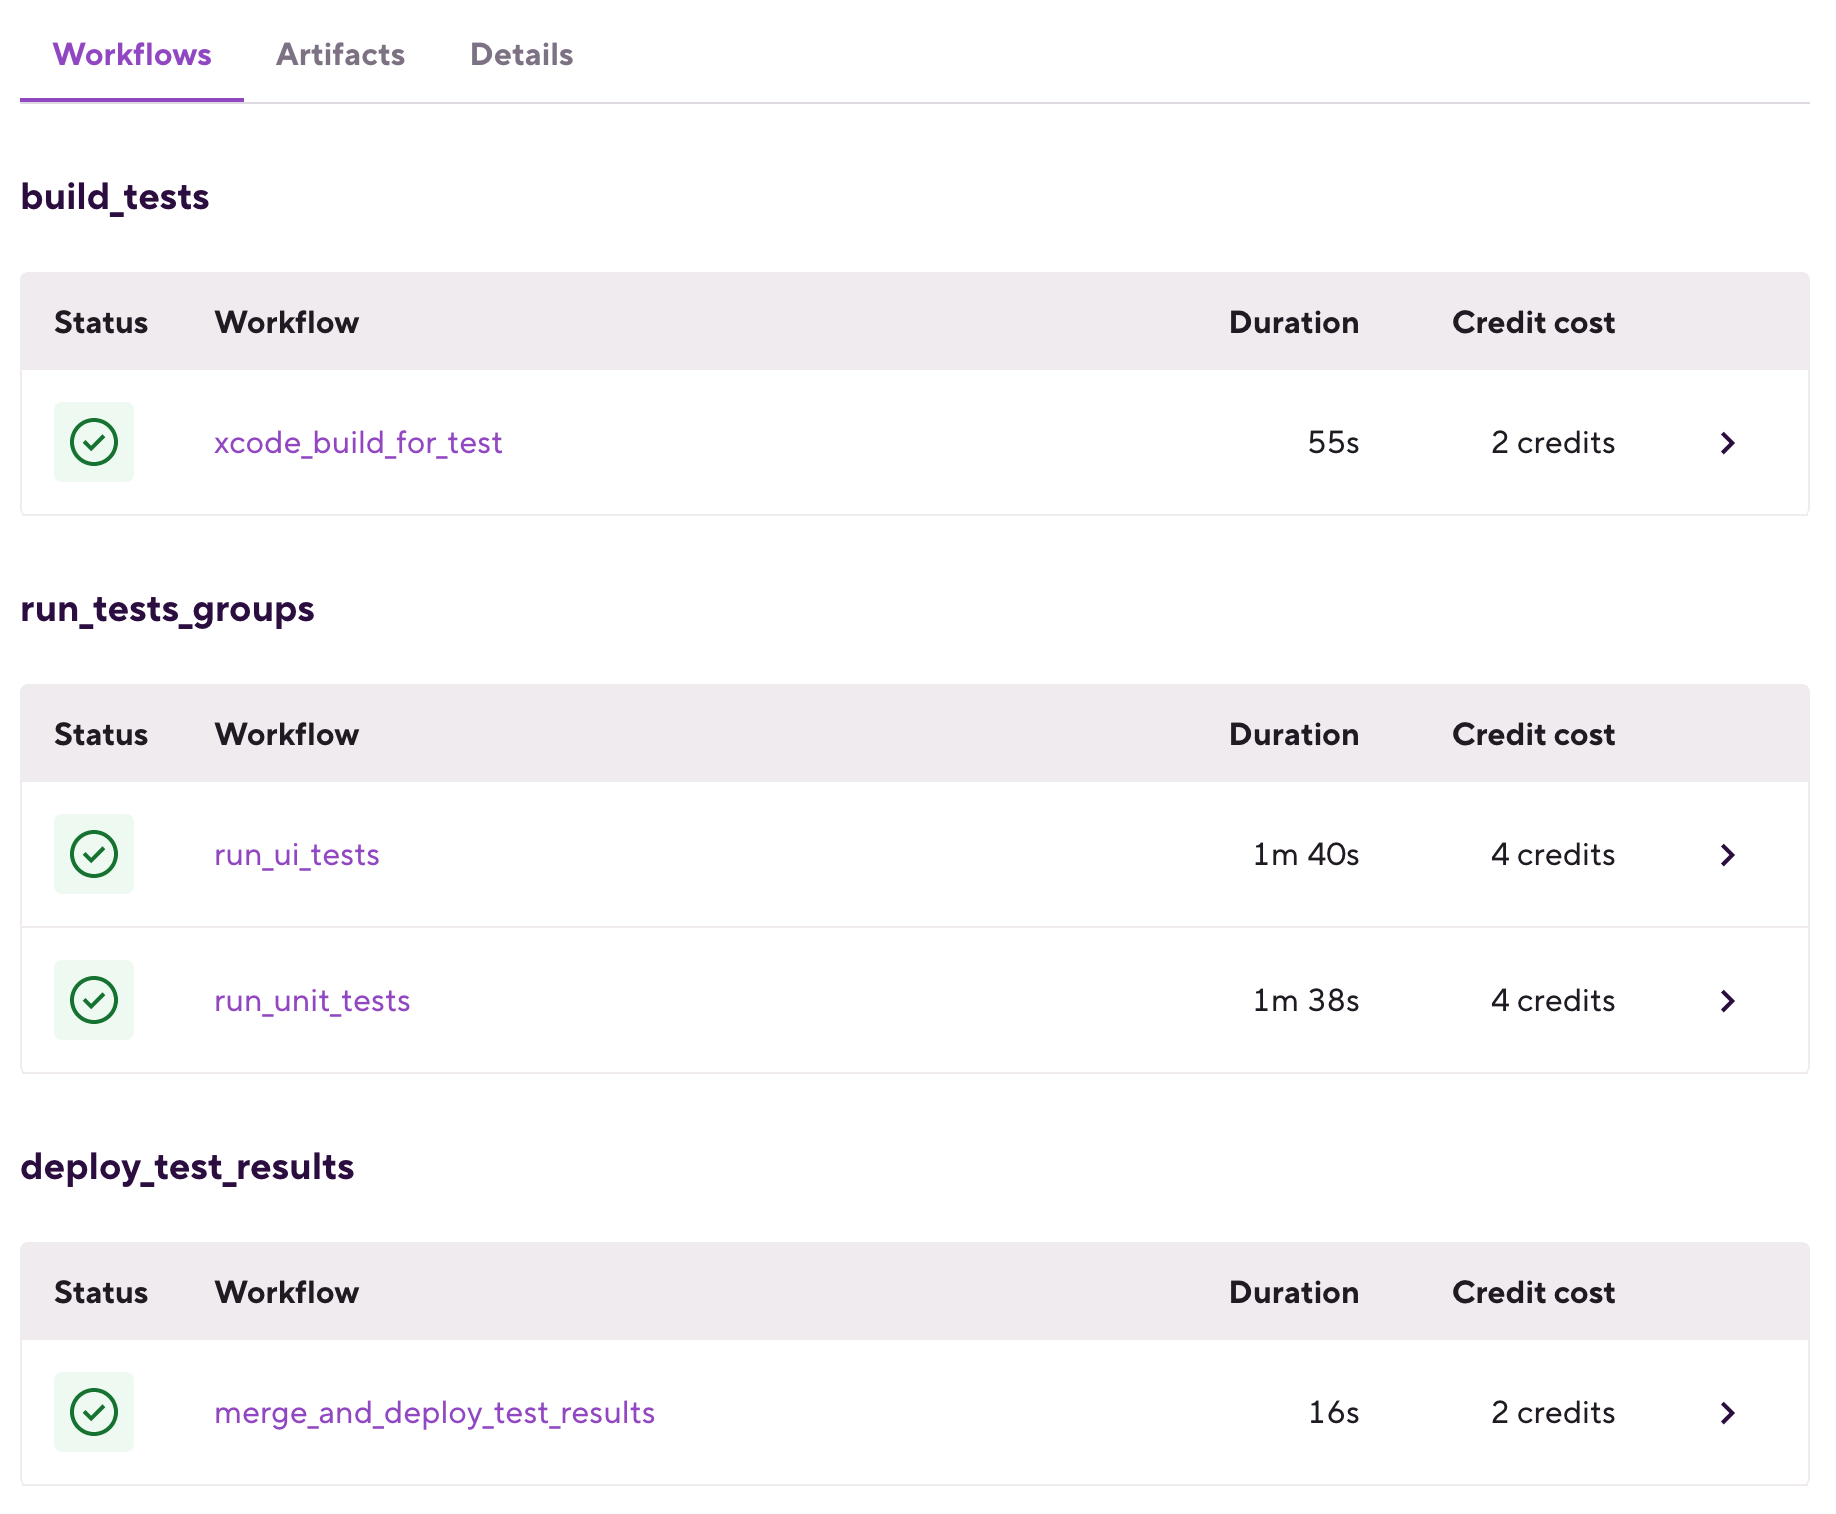 Workflows Artifacts Details
build_tests
Status Workflow Duration Credit cost
xcode_build_for_test 55s 2 credits
run_tests_groups
Status Workflow Duration Credit cost
run_ui_tests 1m 40s 4 credits
run_unit_tests 1m 38s 4 credits
deploy_test_results
Status Workflow Duration Credit cost
merge_and_deploy_test_results 16s 2 credits